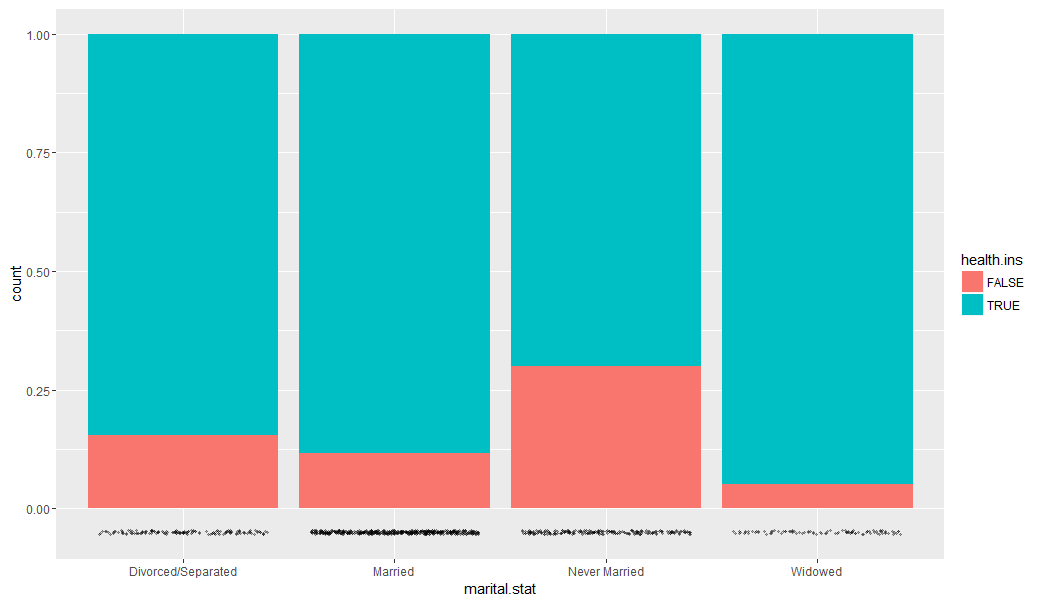 1.00
0.75
0.50
0.25
0.00
count
Divorced/Separated
Married
Never Married
Widowed
marital.stat
health.ins
FALSE
TRUE